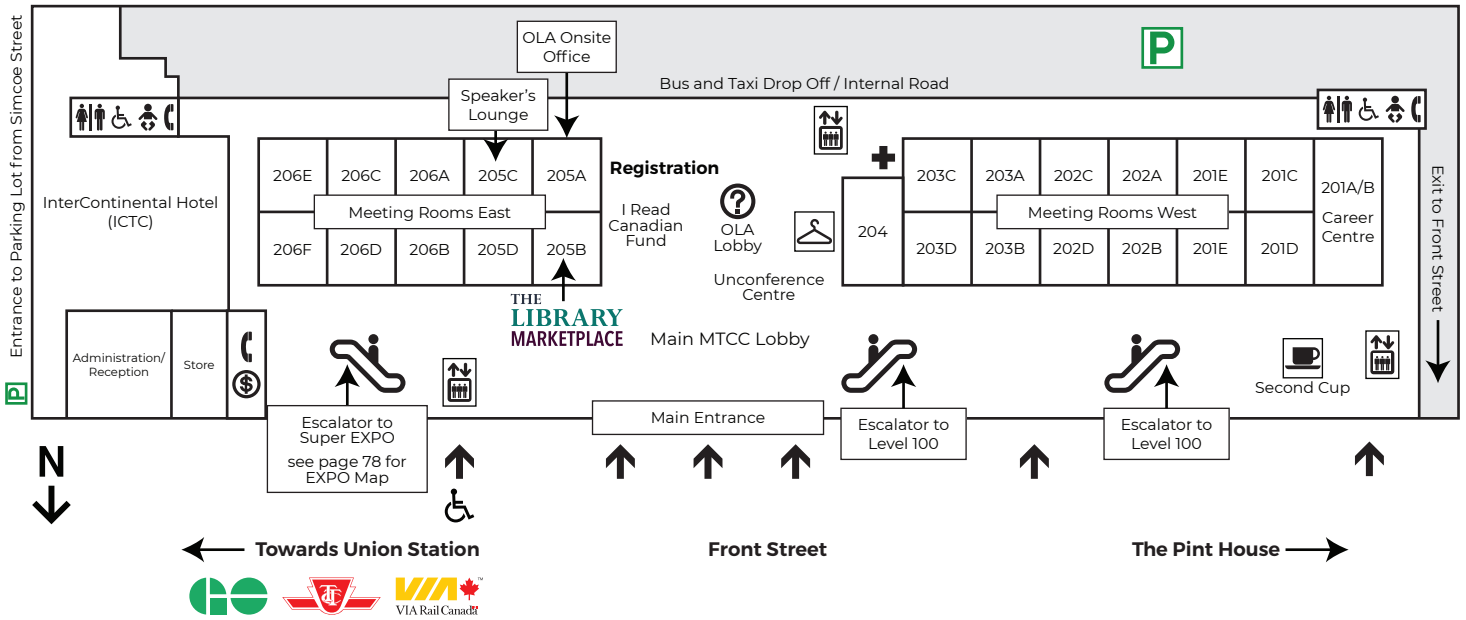 OLA Onsite
Office
P
Bus and Taxi Drop Off / Internal Road
Speaker's
Lounge
Entrance to Parking Lot from Simcoe Street
P
InterContinental Hotel
(ICTC)
206E
206C
206A
205C
205A
Meeting Rooms East
206F
206D
206B
205D
205B
Registration
I Read
Canadian
Fund
?
OLA
Lobby
Unconference
Centre
204
203C
203A
202C
202A
201E
201C
Meeting Rooms West
203D
203B
202D
202B
201E
201D
201A/B
Career
Centre
Exit to Front Street
THE
LIBRARY
MARKETPLACE
Main MTCC Lobby
Administration/
Reception
Store
$
Second Cup
Escalator to
Super EXPO
see page 78 for
EXPO Map
Main Entrance
Escalator to
Level 100
Escalator to
Level 100
N
Towards Union Station
Front Street
The Pint House
GO
TTC
VIA
VIA Rail Canada